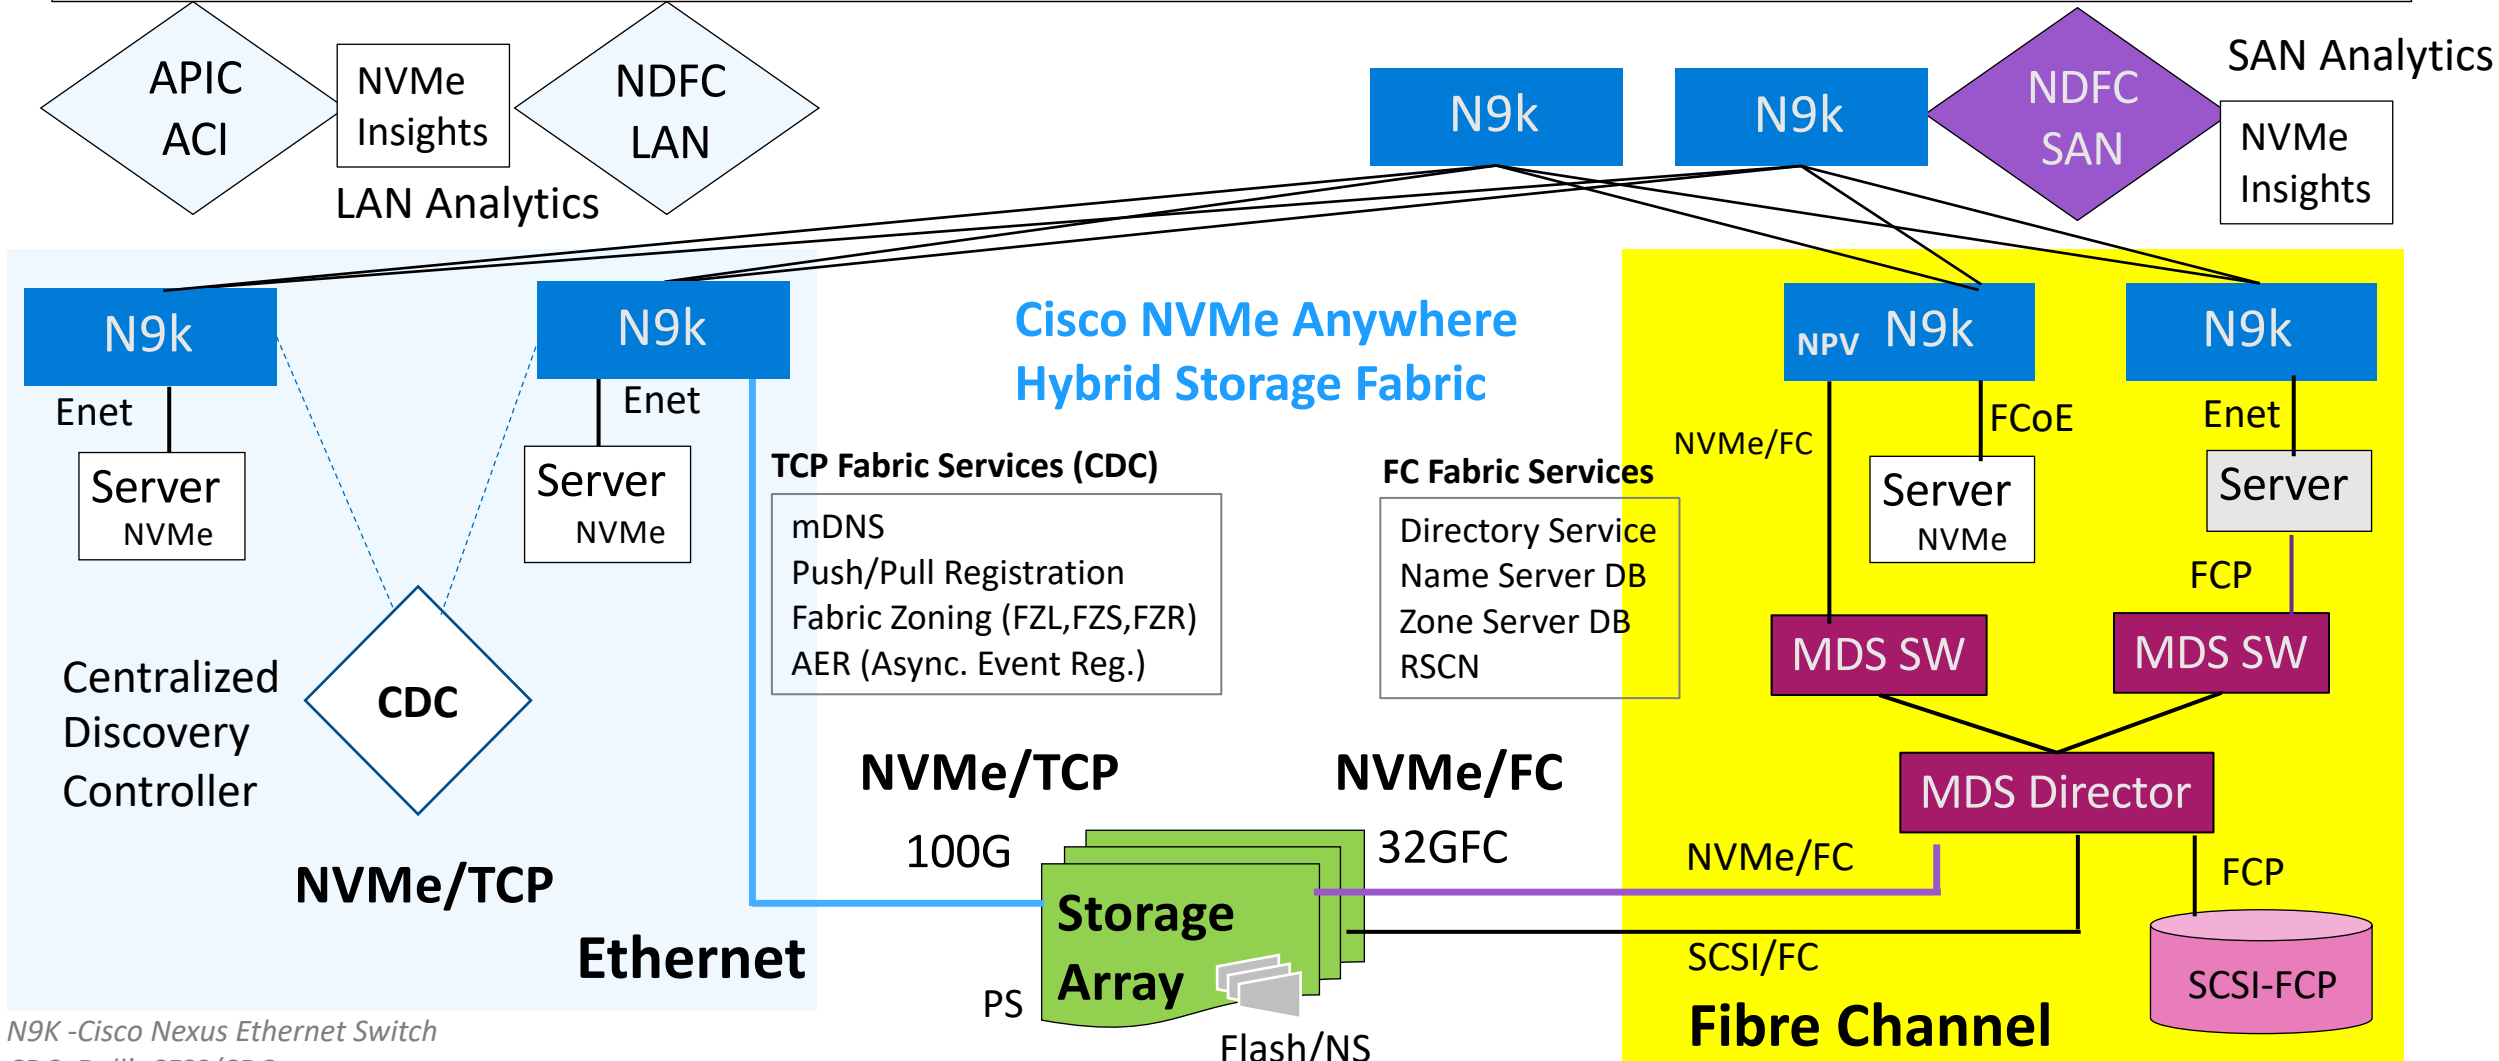 APIC
ACI
NVMe
Insights
NDFC
LAN
LAN Analytics
N9k
N9k
NDFC
SAN
SAN Analytics
NVMe
Insights
N9k
N9k
Cisco NVMe Anywhere
Hybrid Storage Fabric
NPV N9k
N9k
Enet
Enet
NVMe/FC
FCoE
Enet
Server
NVMe
Server
NVMe
TCP Fabric Services (CDC)
mDNS
Push/Pull Registration
Fabric Zoning (FZL,FZS,FZR)
AER (Async. Event Reg.)
FC Fabric Services
Directory Service
Name Server DB
Zone Server DB
RSCN
Server
NVMe
Server
FCP
MDS SW
MDS SW
Centralized
Discovery
Controller
CDC
NVMe/TCP
NVMe/FC
MDS Director
100G
32GFC
NVMe/FC
FCP
NVMe/TCP
Storage
Array
SCSI/FC
SCSI-FCP
Ethernet
PS
Flash/NS
Fibre Channel
N9K -Cisco Nexus Ethernet Switch